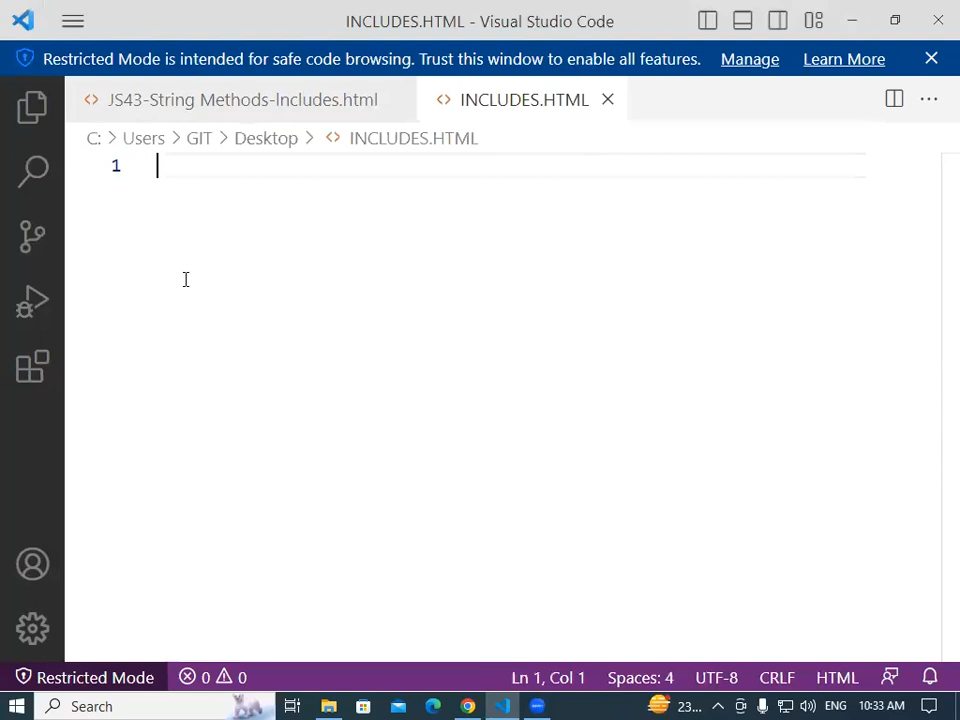 INCLUDES.HTML - Visual Studio Code
Restricted Mode is intended for safe code browsing. Trust this window to enable all features. Manage Learn More
JS43-String Methods-Includes.html INCLUDES.HTML
C: > Users > GIT > Desktop > INCLUDES.HTML
1
Restricted Mode 0 0 Ln 1, Col 1 Spaces: 4 UTF-8 CRLF HTML
Search 23... ENG 10:33 AM